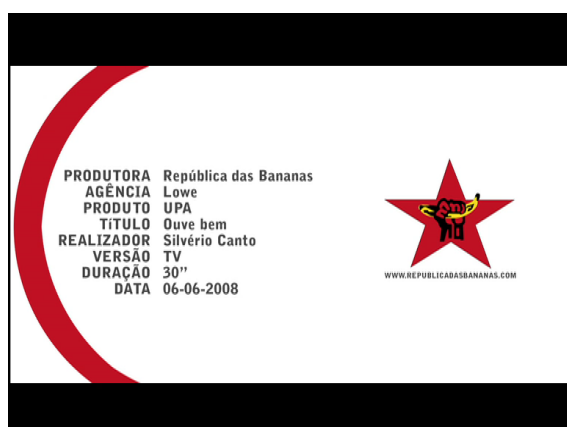 PRODUTORA República das Bananas
AGÊNCIA Lowe
PRODUTO UPA
TíTULO Ouve bem
REALIZADOR Silvério Canto
VERSÃO TV
DURAÇÃO 30’’
DATA 06-06-2008
WWW.REPUBLICADASBANANAS.COM